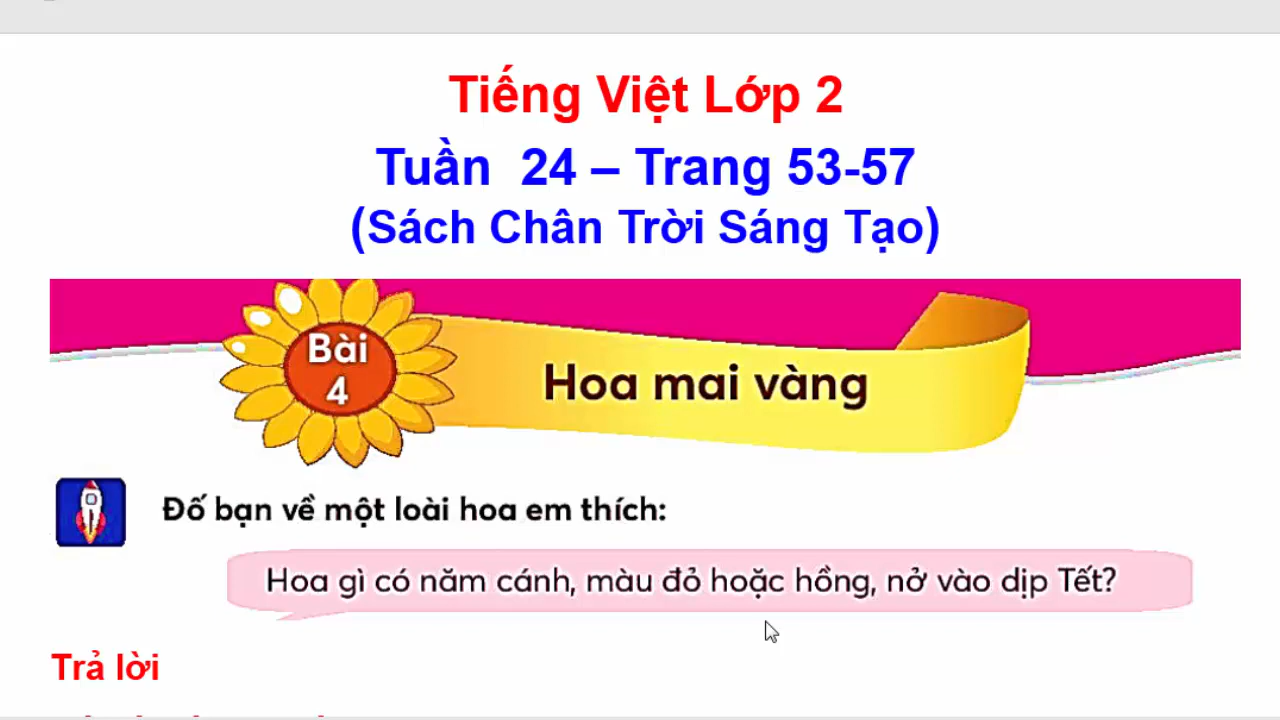 Tiếng Việt Lớp 2
Tuần 24 – Trang 53-57
(Sách Chân Trời Sáng Tạo)
Bài
4
Hoa mai vàng
Đố bạn về một loài hoa em thích:
Hoa gì có năm cánh, màu đỏ hoặc hồng, nở vào dịp Tết?
Trả lời